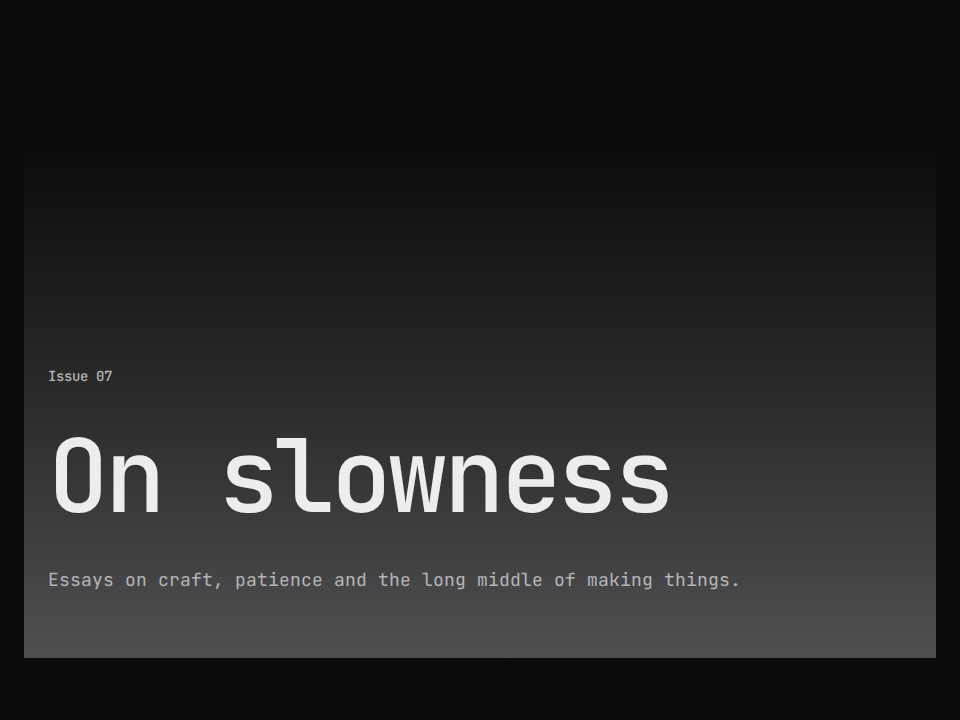 Issue 07
On slowness
Essays on craft, patience and the long middle of making things.